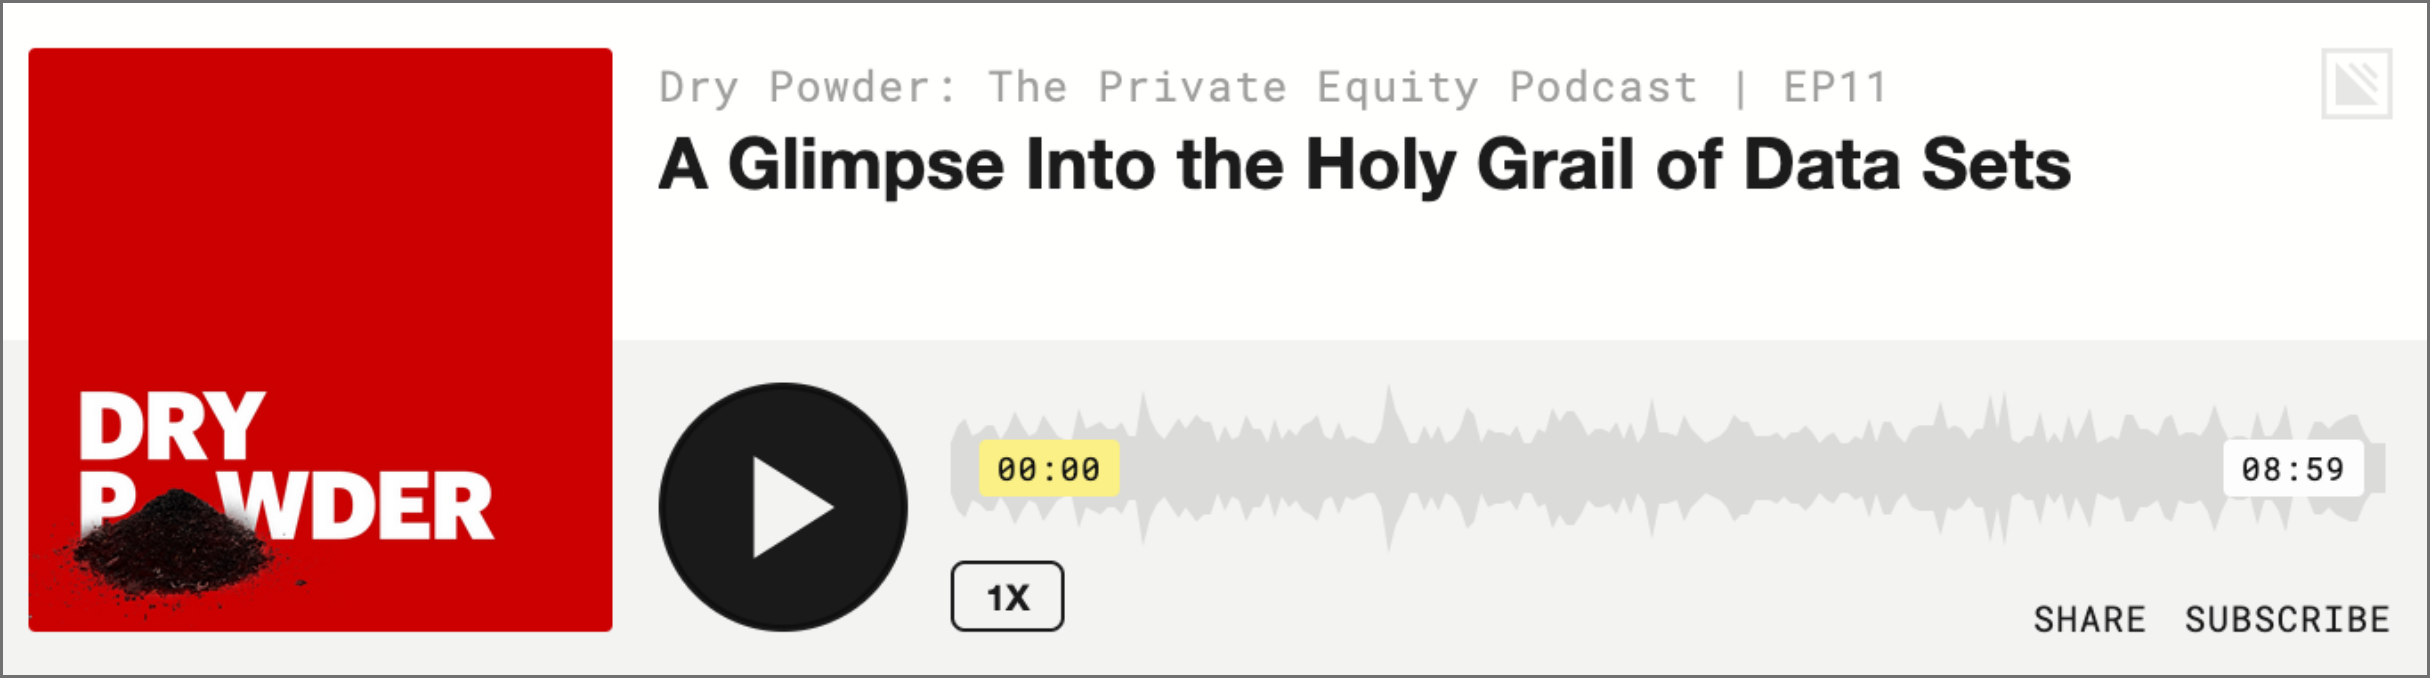 Dry Powder: The Private Equity Podcast | EP11
A Glimpse Into the Holy Grail of Data Sets
DRY
POWDER
00:00
08:59
1X
SHARE SUBSCRIBE